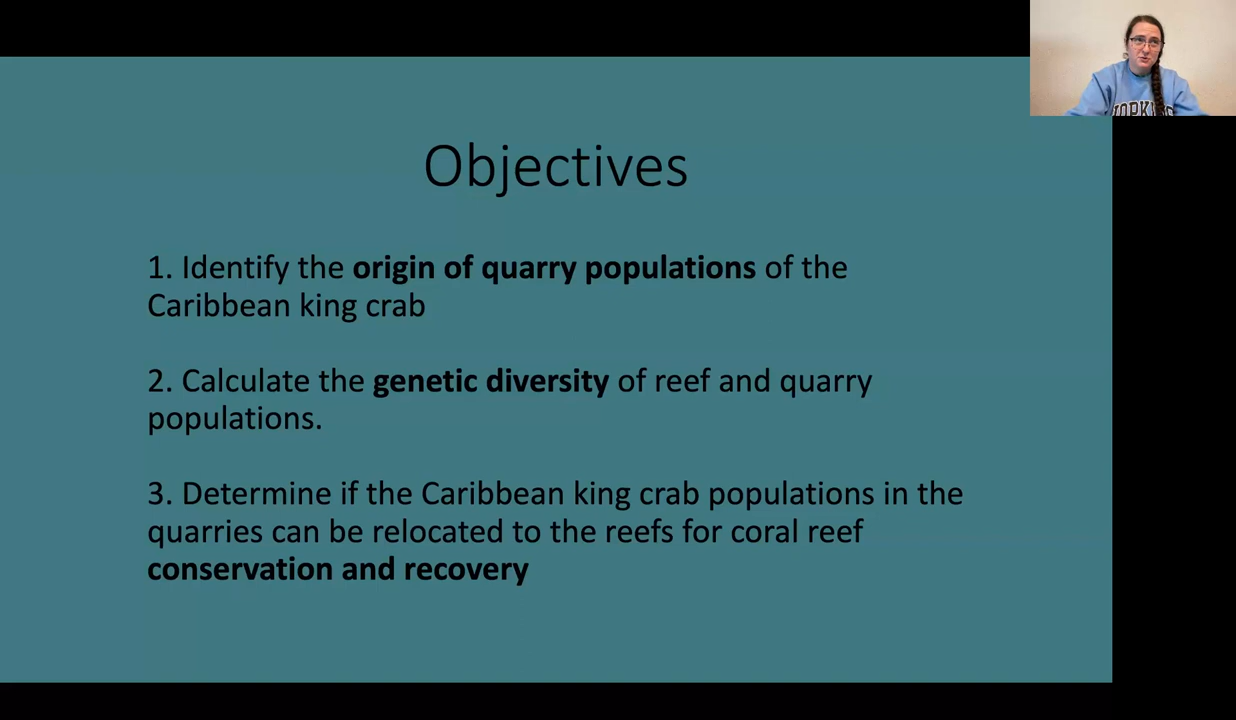 Objectives
1. Identify the origin of quarry populations of the
Caribbean king crab
2. Calculate the genetic diversity of reef and quarry
populations.
3. Determine if the Caribbean king crab populations in the
quarries can be relocated to the reefs for coral reef
conservation and recovery